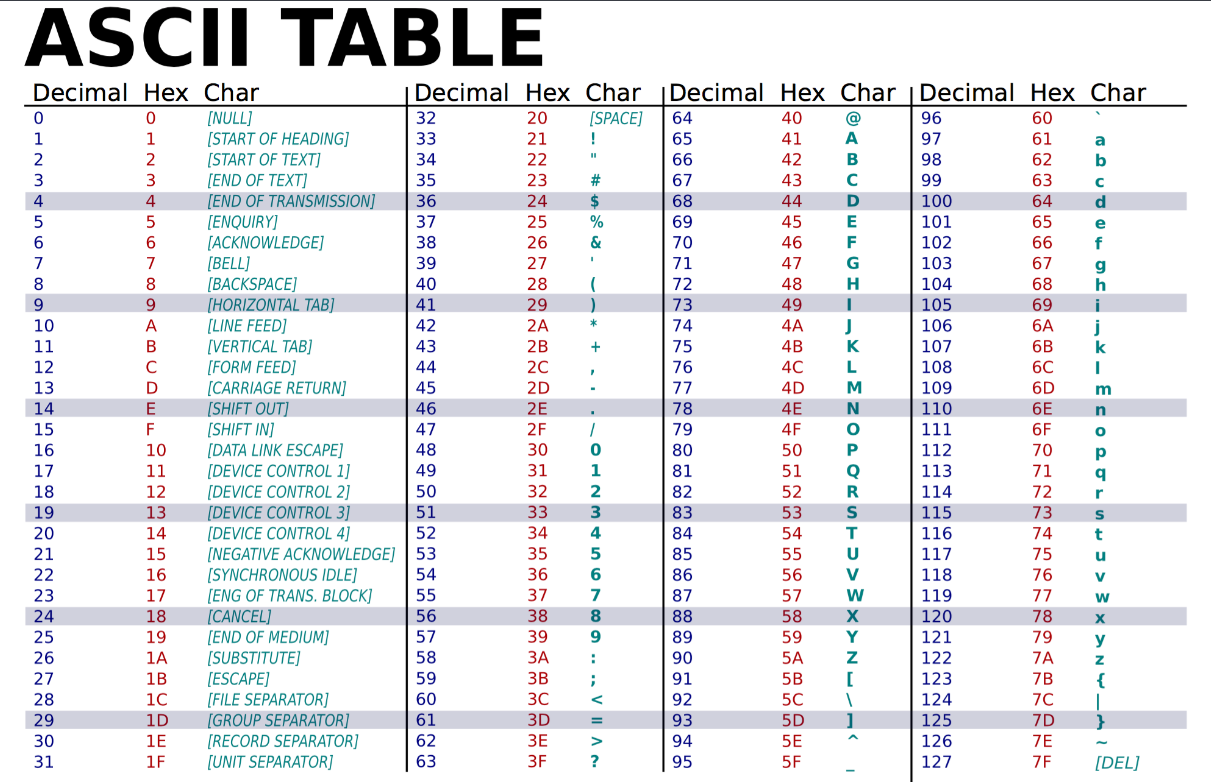 ASCII TABLE
Decimal Hex Char Decimal Hex Char Decimal Hex Char Decimal Hex Char
0 0 [NULL] 32 20 [SPACE] 64 40 @ 96 60 `
1 1 [START OF HEADING] 33 21 ! 65 41 A 97 61 a
2 2 [START OF TEXT] 34 22 " 66 42 B 98 62 b
3 3 [END OF TEXT] 35 23 # 67 43 C 99 63 c
4 4 [END OF TRANSMISSION] 36 24 $ 68 44 D 100 64 d
5 5 [ENQUIRY] 37 25 % 69 45 E 101 65 e
6 6 [ACKNOWLEDGE] 38 26 & 70 46 F 102 66 f
7 7 [BELL] 39 27 ' 71 47 G 103 67 g
8 8 [BACKSPACE] 40 28 ( 72 48 H 104 68 h
9 9 [HORIZONTAL TAB] 41 29 ) 73 49 I 105 69 i
10 A [LINE FEED] 42 2A * 74 4A J 106 6A j
11 B [VERTICAL TAB] 43 2B + 75 4B K 107 6B k
12 C [FORM FEED] 44 2C , 76 4C L 108 6C l
13 D [CARRIAGE RETURN] 45 2D - 77 4D M 109 6D m
14 E [SHIFT OUT] 46 2E . 78 4E N 110 6E n
15 F [SHIFT IN] 47 2F / 79 4F O 111 6F o
16 10 [DATA LINK ESCAPE] 48 30 0 80 50 P 112 70 p
17 11 [DEVICE CONTROL 1] 49 31 1 81 51 Q 113 71 q
18 12 [DEVICE CONTROL 2] 50 32 2 82 52 R 114 72 r
19 13 [DEVICE CONTROL 3] 51 33 3 83 53 S 115 73 s
20 14 [DEVICE CONTROL 4] 52 34 4 84 54 T 116 74 t
21 15 [NEGATIVE ACKNOWLEDGE] 53 35 5 85 55 U 117 75 u
22 16 [SYNCHRONOUS IDLE] 54 36 6 86 56 V 118 76 v
23 17 [ENG OF TRANS. BLOCK] 55 37 7 87 57 W 119 77 w
24 18 [CANCEL] 56 38 8 88 58 X 120 78 x
25 19 [END OF MEDIUM] 57 39 9 89 59 Y 121 79 y
26 1A [SUBSTITUTE] 58 3A : 90 5A Z 122 7A z
27 1B [ESCAPE] 59 3B ; 91 5B [ 123 7B {
28 1C [FILE SEPARATOR] 60 3C < 92 5C \ 124 7C |
29 1D [GROUP SEPARATOR] 61 3D = 93 5D ] 125 7D }
30 1E [RECORD SEPARATOR] 62 3E > 94 5E ^ 126 7E ~
31 1F [UNIT SEPARATOR] 63 3F ? 95 5F _ 127 7F [DEL]